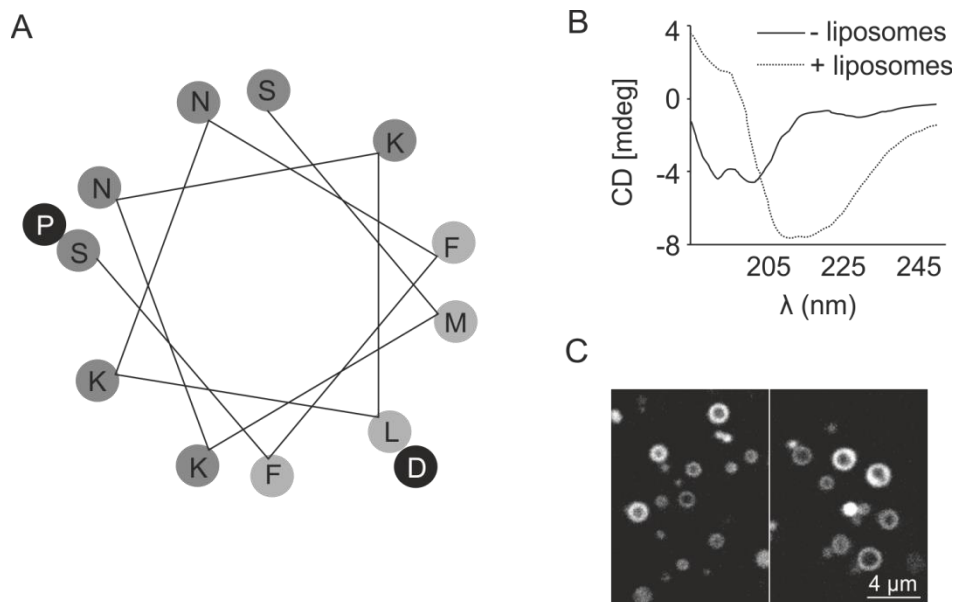 A
S
N
K
N
P
S
F
M
K
L
D
K
F
B
4
0
-4
-8
CD [mdeg]
- liposomes
+ liposomes
205 225 245
λ (nm)
C
4 μm